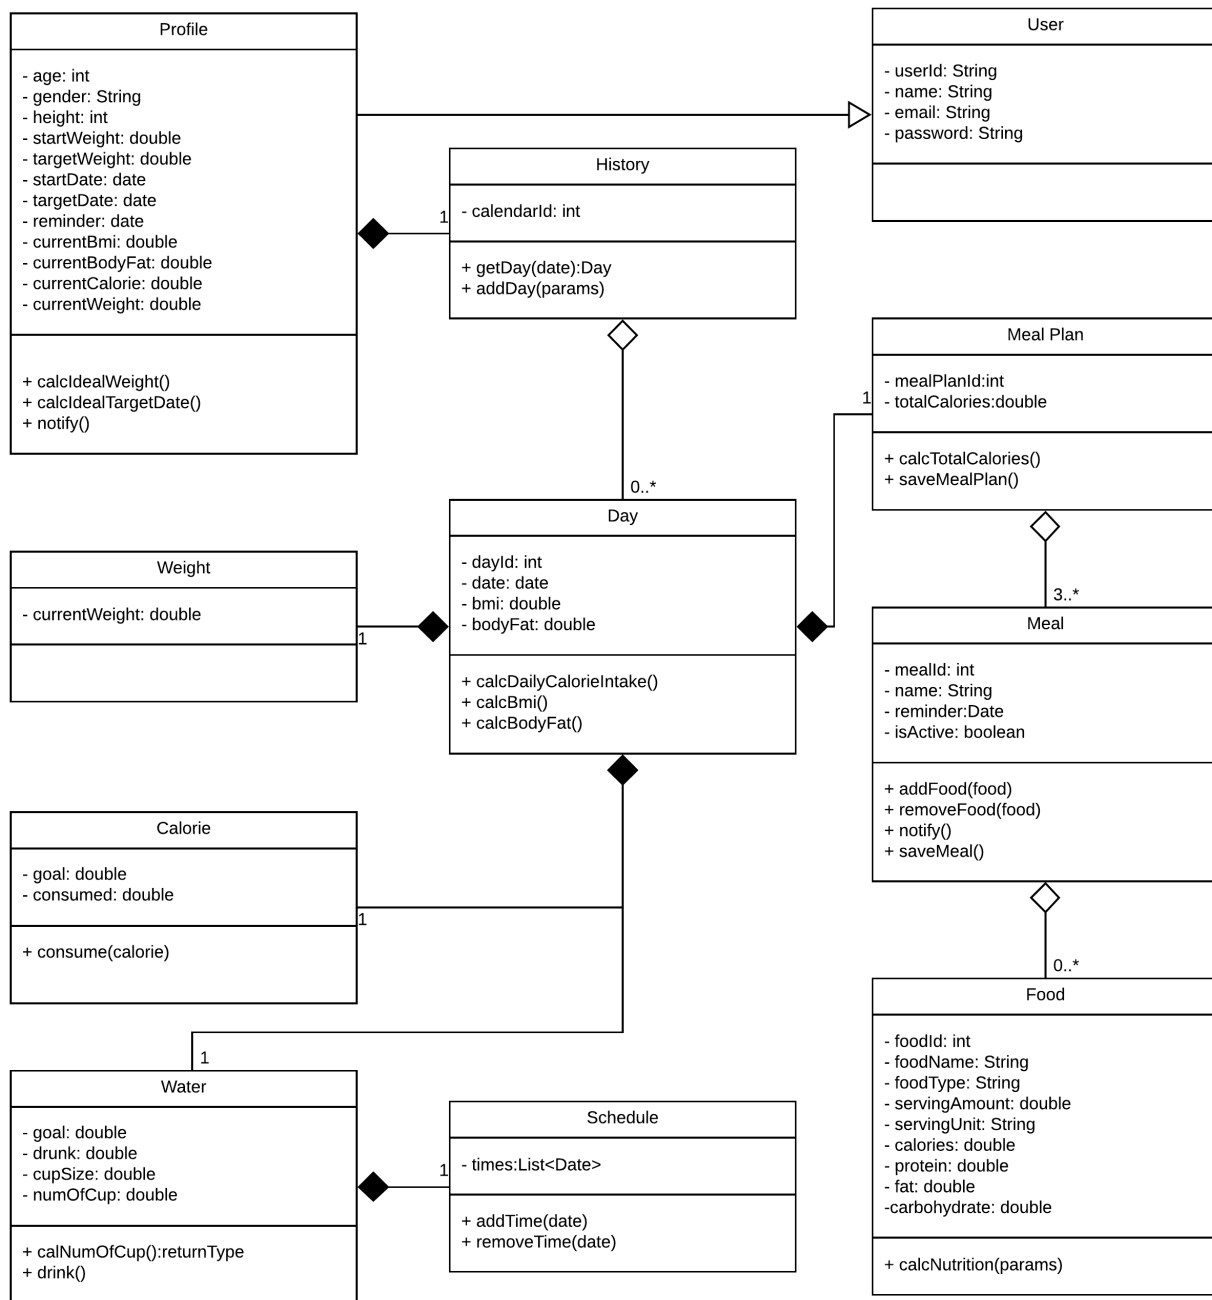 Profile
- age: int
- gender: String
- height: int
- startWeight: double
- targetWeight: double
- startDate: date
- targetDate: date
- reminder: date
- currentBmi: double
- currentBodyFat: double
- currentCalorie: double
- currentWeight: double
+ calcIdealWeight()
+ calcIdealTargetDate()
+ notify()
User
- userId: String
- name: String
- email: String
- password: String
1
History
- calendarId: int
+ getDay(date):Day
+ addDay(params)
0..*
Meal Plan
- mealPlanId:int
- totalCalories:double
+ calcTotalCalories()
+ saveMealPlan()
1
3..*
Day
- dayId: int
- date: date
- bmi: double
- bodyFat: double
+ calcDailyCalorieIntake()
+ calcBmi()
+ calcBodyFat()
Weight
- currentWeight: double
1
Meal
- mealId: int
- name: String
- reminder:Date
- isActive: boolean
+ addFood(food)
+ removeFood(food)
+ notify()
+ saveMeal()
0..*
Calorie
- goal: double
- consumed: double
+ consume(calorie)
1
1
Water
- goal: double
- drunk: double
- cupSize: double
- numOfCup: double
+ calNumOfCup():returnType
+ drink()
1
Schedule
- times:List<Date>
+ addTime(date)
+ removeTime(date)
Food
- foodId: int
- foodName: String
- foodType: String
- servingAmount: double
- servingUnit: String
- calories: double
- protein: double
- fat: double
-carbohydrate: double
+ calcNutrition(params)